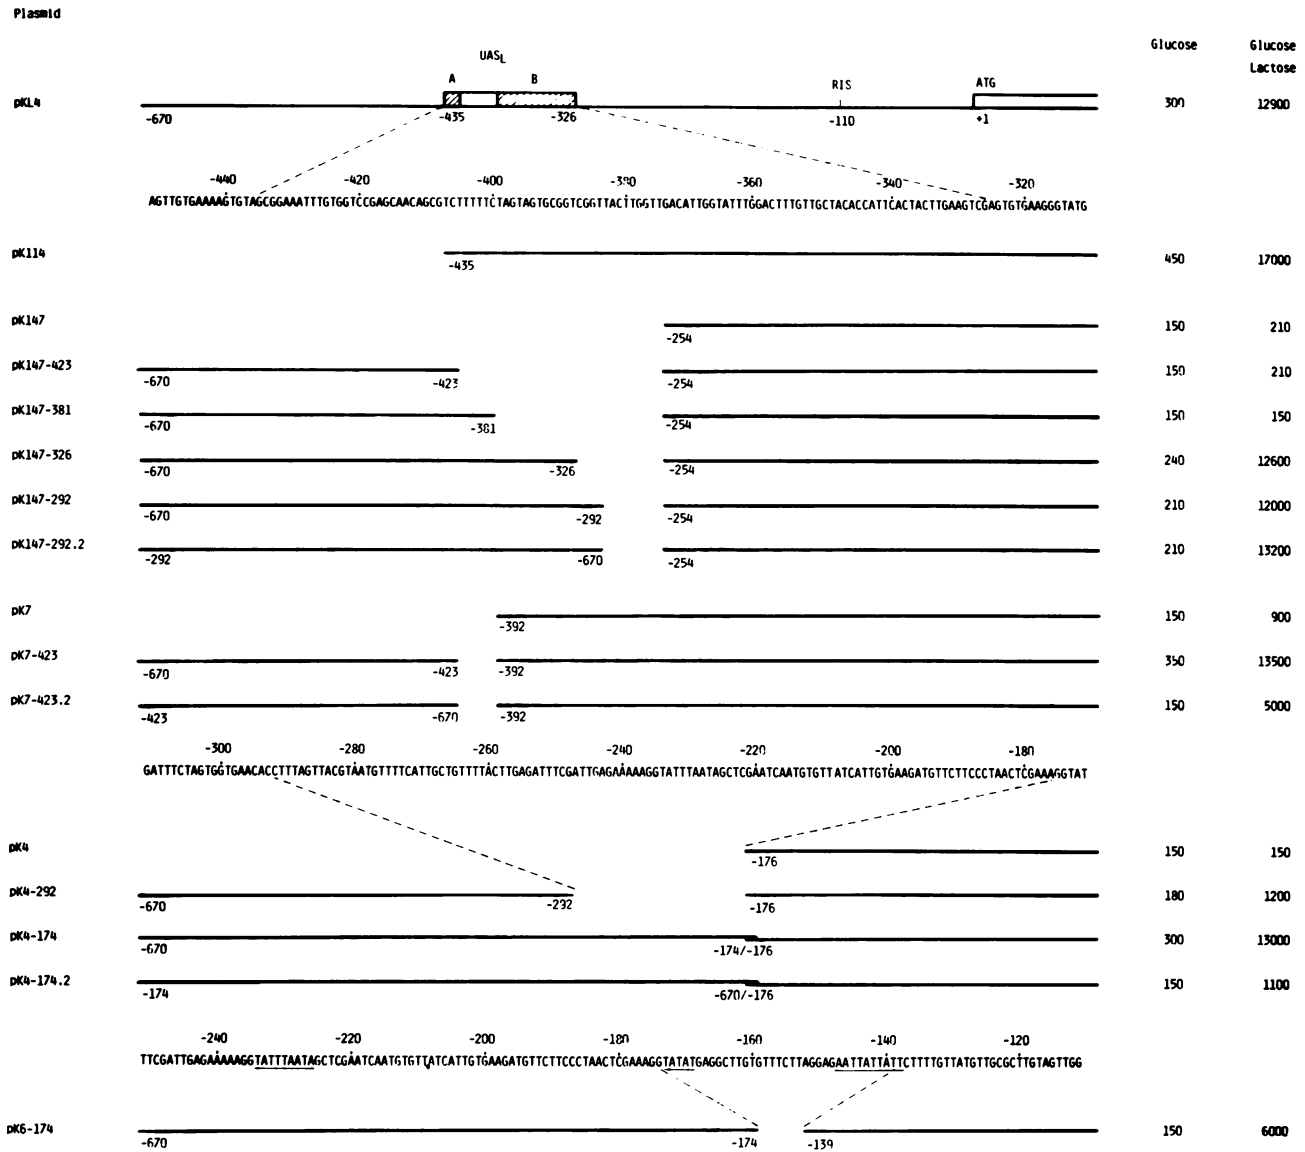 Plasmid
Glucose
Glucose
Lactose
UASL
A B
RIS
ATG
pKL4
-670
-435
-326
-110
+1
300
12900
-440 -420 -400 -380 -360 -340 -320
AGTTGTGAAAAGTGTAGCGGAAATTTGTGGTCCGAGCAACAGCGTCTTTTTCTAGTAGTGCGGTCGGTTACTTGGTTGACATTGGTATTTGGACTTTGTTGCTACACCATTCACTACTTGAAGTCGAGTGTGAAGGGTATG
pK114
-435
450
17000
pK147
-254
150
210
pK147-423
-670
-423
-254
150
210
pK147-381
-670
-381
-254
150
150
pK147-326
-670
-326
-254
240
12600
pK147-292
-670
-292
-254
210
12000
pK147-292.2
-292
-670
-254
210
13200
pK7
-392
150
900
pK7-423
-670
-423
-392
350
13500
pK7-423.2
-423
-670
-392
150
5000
-300 -280 -260 -240 -220 -200 -180
GATTTCTAGTGGTGAACACCTTTAGTTACGTAATGTTTTCATTGCTGTTTTACTTGAGATTTCGATTGAGAAAAAGGTATTTAATAGCTCGAATCAATGTGTTATCATTGTGAAGATGTTCTTCCCTAACTCGAAAGGTAT
pK4
-176
150
150
pK4-292
-670
-292
-176
180
1200
pK4-174
-670
-174/-176
300
13000
pK4-174.2
-174
-670/-176
150
1100
-240 -220 -200 -180 -160 -140 -120
TTCGATTGAGAAAAAGGTATTTAATAGCTCGAATCAATGTGTTATCATTGTGAAGATGTTCTTCCCTAACTCGAAAGGTATATGAGGCTTGTGTTTCTTAGGAGAATTATTATTCTTTTGTTATGTTGCGCTTGTAGTTGG
pK6-174
-670
-174
-139
150
6000